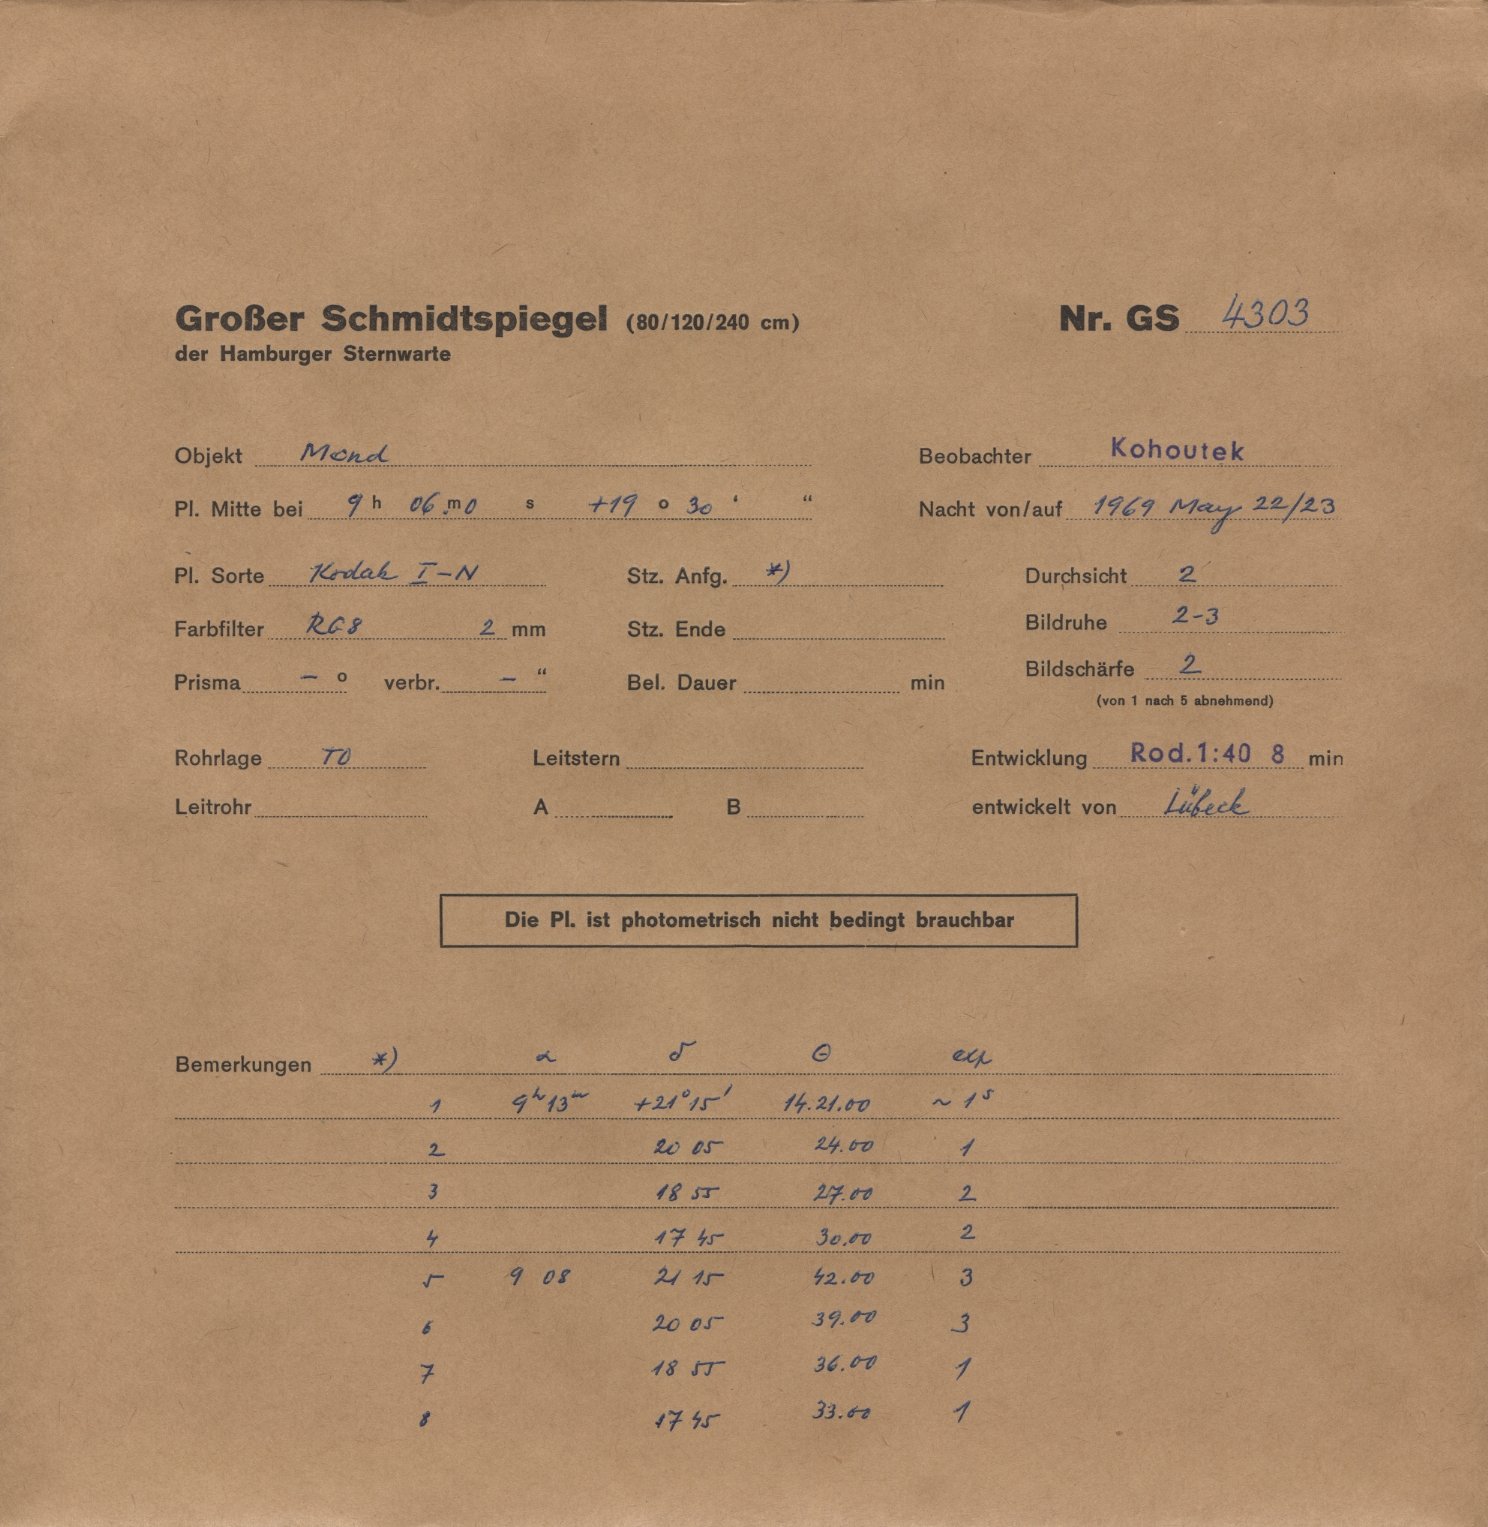 Großer Schmidtspiegel (80/120/240 cm) Nr. GS 4303
der Hamburger Sternwarte
Objekt Mond Beobachter Kohoutek
Pl. Mitte bei 9 h 06 m.0 s +19 o 30 ‘ “ Nacht von/auf 1969 May 22/23
Pl. Sorte Kodak I-N Stz. Anfg. *) Durchsicht 2
Farbfilter RG8 2 mm Stz. Ende Bildruhe 2-3
Prisma – o verbr. – “ Bel. Dauer min Bildschärfe 2
(von 1 nach 5 abnehmend)
Rohrlage TO Leitstern Entwicklung Rod.1:40 8 min
Leitrohr A B entwickelt von Lübeck
Die Pl. ist photometrisch nicht bedingt brauchbar
Bemerkungen *) α δ Θ exp
1 9h13m +21°15' 14.21.00 ~ 1s
2 20 05 24.00 1
3 18 55 27.00 2
4 17 45 30.00 2
5 9 08 21 15 42.00 3
6 20 05 39.00 3
7 18 55 36.00 1
8 17 45 33.00 1